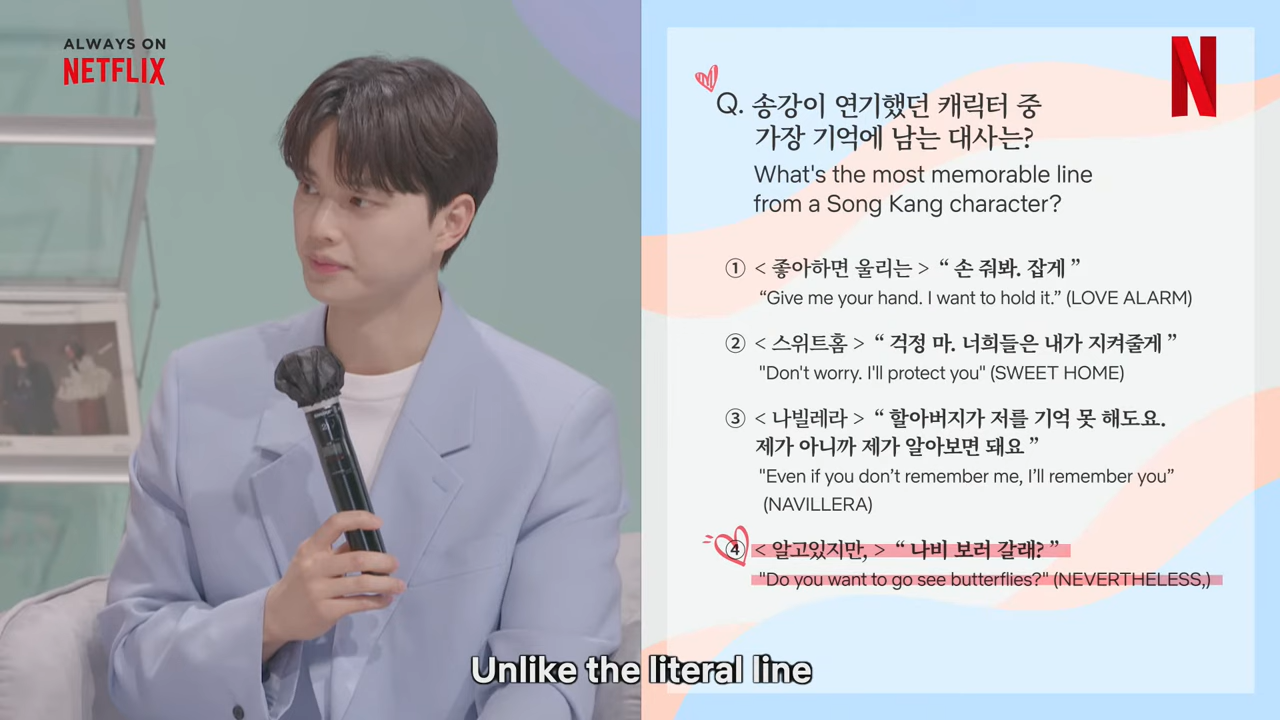 ALWAYS ON
NETFLIX
N
Q. 송강이 연기했던 캐릭터 중
가장 기억에 남는 대사는?
What's the most memorable line
from a Song Kang character?
① < 좋아하면 울리는 > “ 손 줘봐. 잡게 ”
“Give me your hand. I want to hold it.” (LOVE ALARM)
② < 스위트홈 > “ 걱정 마. 너희들은 내가 지켜줄게 ”
"Don't worry. I'll protect you" (SWEET HOME)
③ < 나빌레라 > “ 할아버지가 저를 기억 못 해도요.
제가 아니까 제가 알아보면 돼요 ”
"Even if you don’t remember me, I’ll remember you”
(NAVILLERA)
④ < 알고있지만, > “ 나비 보러 갈래? ”
"Do you want to go see butterflies?" (NEVERTHELESS,)
Unlike the literal line